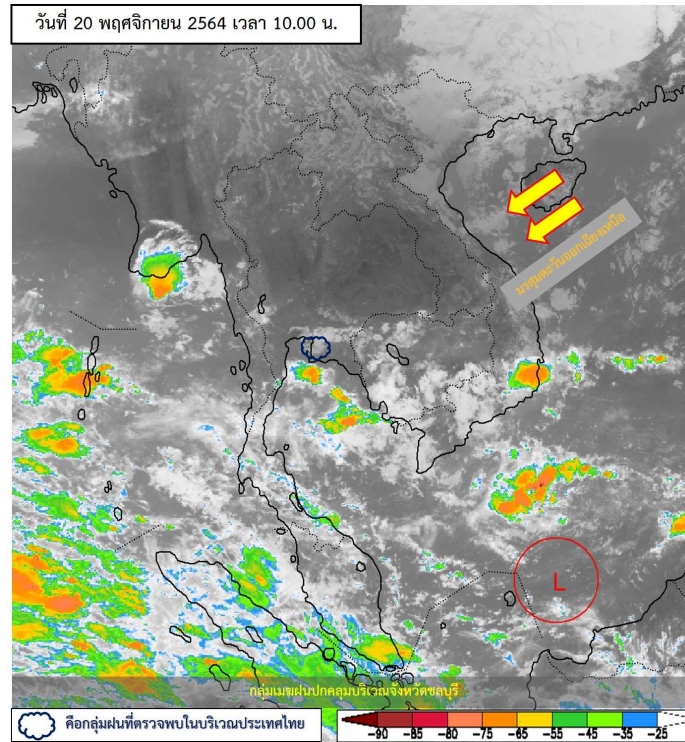 วันที่ 20 พฤศจิกายน 2564 เวลา 10.00 น.
มรสุมตะวันออกเฉียงเหนือ
L
กลุ่มเมฆฝนปกคลุมบริเวณจังหวัดชลบุรี
คือกลุ่มฝนที่ตรวจพบในบริเวณประเทศไทย
-90 -85 -80 -75 -65 -55 -45 -35 -25